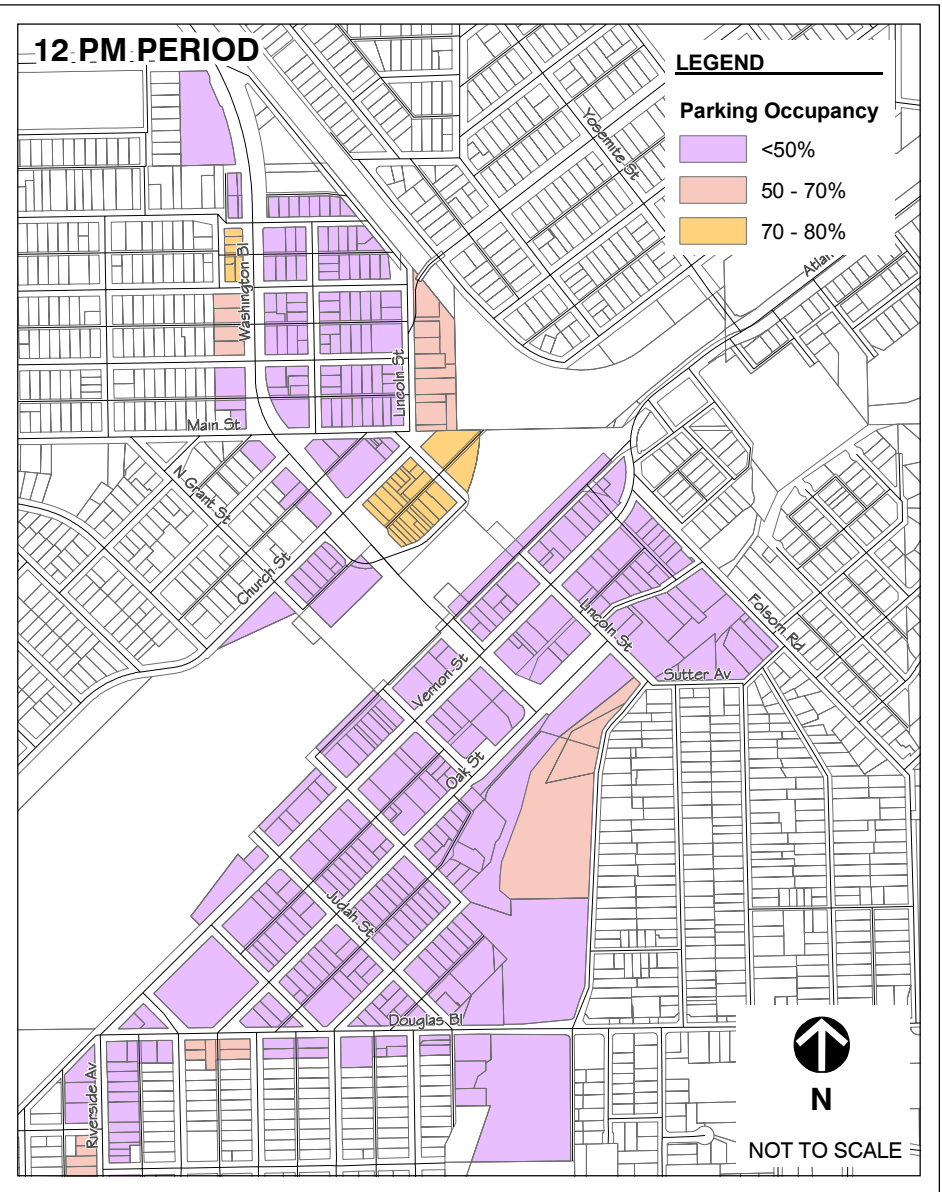 12 PM PERIOD
LEGEND
Parking Occupancy
<50%
50 - 70%
70 - 80%
Yosemite St
Washington Bl
Lincoln St
Main St
N Grant St
Church St
Lincoln St
Folsom Rd
Sutter Av
Vernon St
Oak St
Judah St
Douglas Bl
Riverside Av
N
NOT TO SCALE